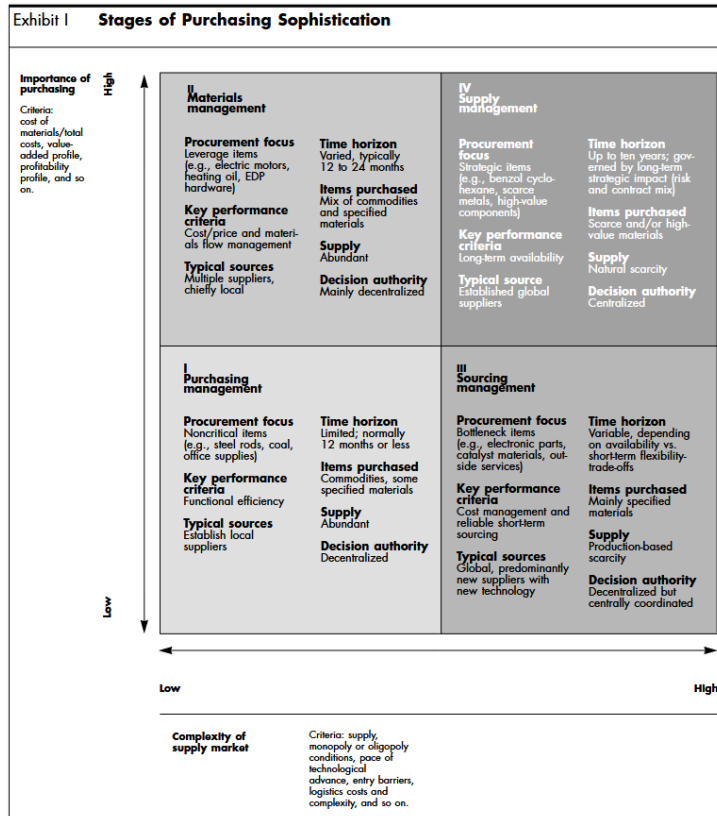 Exhibit I Stages of Purchasing Sophistication
Importance of
purchasing
Criteria:
cost of
materials/total
costs, value-
added profile,
profitability
profile, and so
on.
High
II
Materials
management
Procurement focus
Leverage items
(e.g., electric motors,
heating oil, EDP
hardware)
Key performance
criteria
Cost/price and materi-
als flow management
Typical sources
Multiple suppliers,
chiefly local
Time horizon
Varied, typically
12 to 24 months
Items purchased
Mix of commodities
and specified
materials
Supply
Abundant
Decision authority
Mainly decentralized
IV
Supply
management
Procurement
focus
Strategic items
(e.g., benzol cyclo-
hexane, scarce
metals, high-value
components)
Key performance
criteria
Long-term availability
Typical source
Established global
suppliers
Time horizon
Up to ten years; gov-
erned by long-term
strategic impact (risk
and contract mix)
Items purchased
Scarce and/or high-
value materials
Supply
Natural scarcity
Decision authority
Centralized
I
Purchasing
management
Procurement focus
Noncritical items
(e.g., steel rods, coal,
office supplies)
Key performance
criteria
Functional efficiency
Typical sources
Establish local
suppliers
Time horizon
Limited; normally
12 months or less
Items purchased
Commodities, some
specified materials
Supply
Abundant
Decision authority
Decentralized
III
Sourcing
management
Procurement focus
Bottleneck items
(e.g., electronic parts,
catalyst materials, out-
side services)
Key performance
criteria
Cost management and
reliable short-term
sourcing
Typical sources
Global, predominantly
new suppliers with
new technology
Time horizon
Variable, depending
on availability vs.
short-term flexibility-
trade-offs
Items purchased
Mainly specified
materials
Supply
Production-based
scarcity
Decision authority
Decentralized but
centrally coordinated
Low
Low
High
Complexity of
supply market
Criteria: supply,
monopoly or oligopoly
conditions, pace of
technological
advance, entry barriers,
logistics costs and
complexity, and so on.